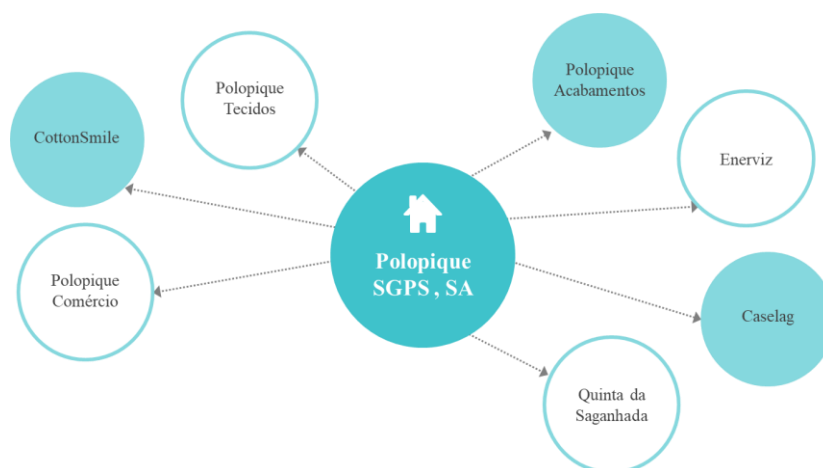 Polopique
Tecidos
Polopique
Acabamentos
CottonSmile
Enerviz
Polopique
SGPS , SA
Polopique
Comércio
Caselag
Quinta da
Saganhada